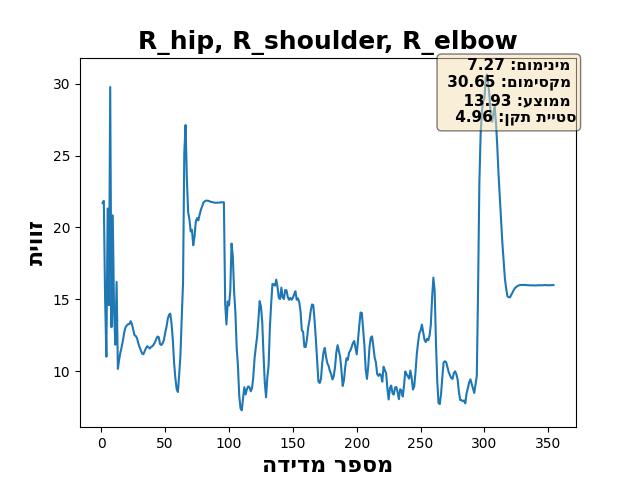 R_hip, R_shoulder, R_elbow
מינימום: 7.27
מקסימום: 30.65
ממוצע: 13.93
סטיית תקן: 4.96
זווית
30
25
20
15
10
0 50 100 150 200 250 300 350
מספר מדידה